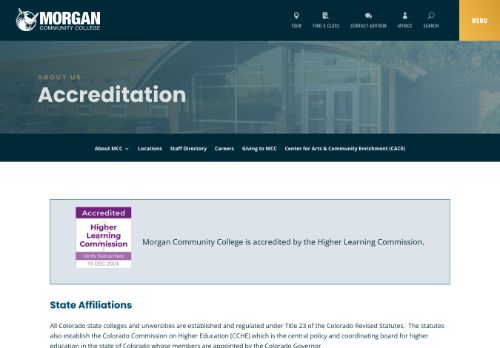 MORGAN
COMMUNITY COLLEGE
TOUR FIND A CLASS CONTACT ADVISOR MYMCC SEARCH
MENU
ABOUT US
Accreditation
About MCC Locations Staff Directory Careers Giving to MCC Center for Arts & Community Enrichment (CACE)
Accredited
Higher
Learning
Commission
Verify Status Here
19 DEC 2024
Morgan Community College is accredited by the Higher Learning Commission.
State Affiliations
All Colorado state colleges and universities are established and regulated under Title 23 of the Colorado Revised Statutes. The statutes
also establish the Colorado Commission on Higher Education (CCHE) which is the central policy and coordinating board for higher
education in the state of Colorado whose members are appointed by the Colorado Governor.